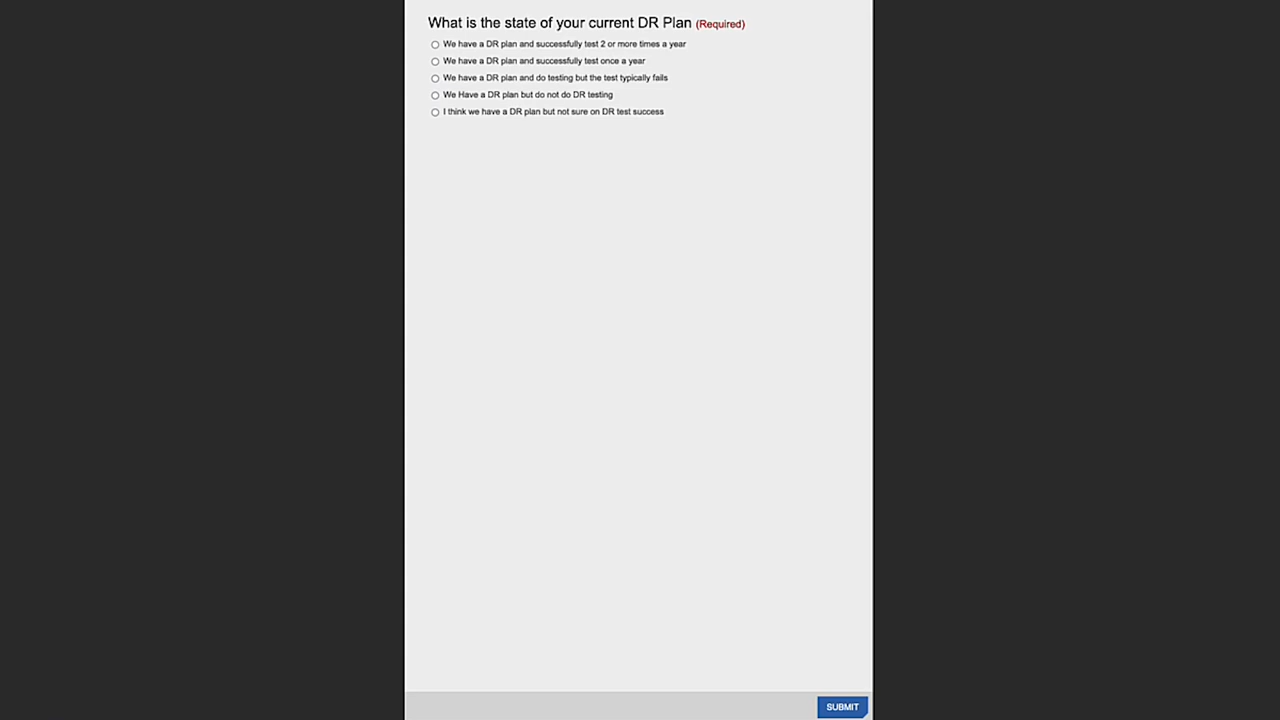 What is the state of your current DR Plan (Required)
We have a DR plan and successfully test 2 or more times a year
We have a DR plan and successfully test once a year
We have a DR plan and do testing but the test typically fails
We Have a DR plan but do not do DR testing
I think we have a DR plan but not sure on DR test success
SUBMIT